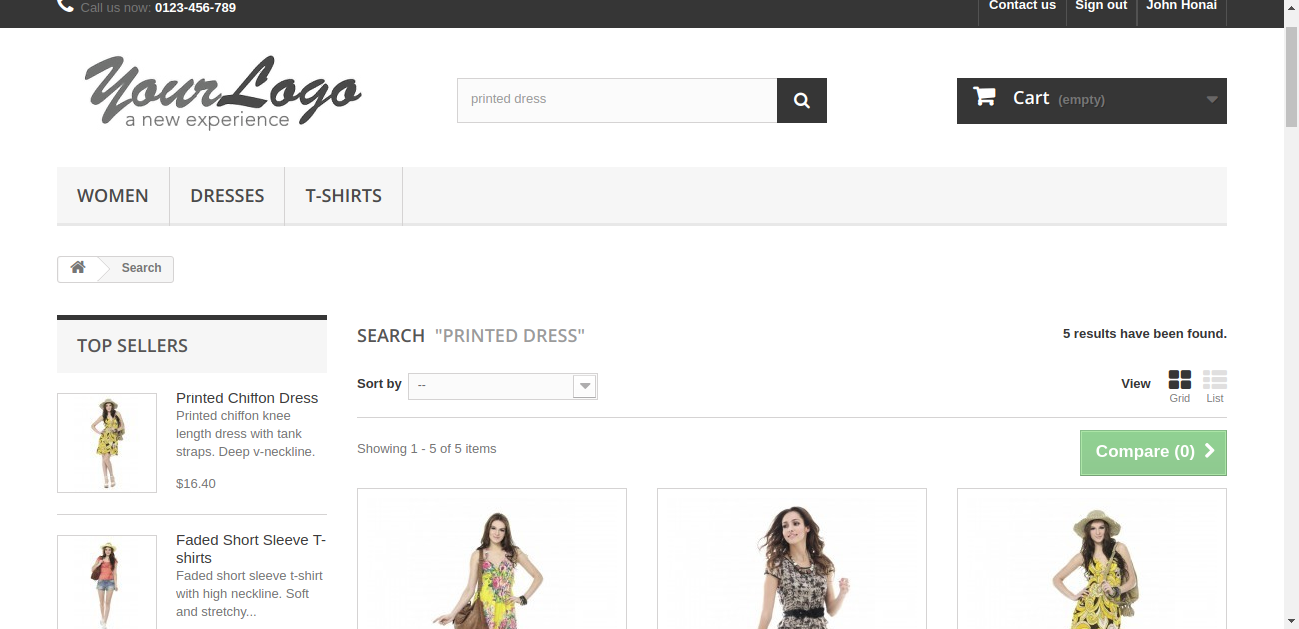 Call us now: 0123-456-789
Contact us
Sign out
John Honai
YourLogo
a new experience
printed dress
Cart (empty)
WOMEN
DRESSES
T-SHIRTS
Search
TOP SELLERS
Printed Chiffon Dress
Printed chiffon knee
length dress with tank
straps. Deep v-neckline.
$16.40
Faded Short Sleeve T-
shirts
Faded short sleeve t-shirt
with high neckline. Soft
and stretchy...
SEARCH "PRINTED DRESS"
5 results have been found.
Sort by --
View
Grid
List
Showing 1 - 5 of 5 items
Compare (0)